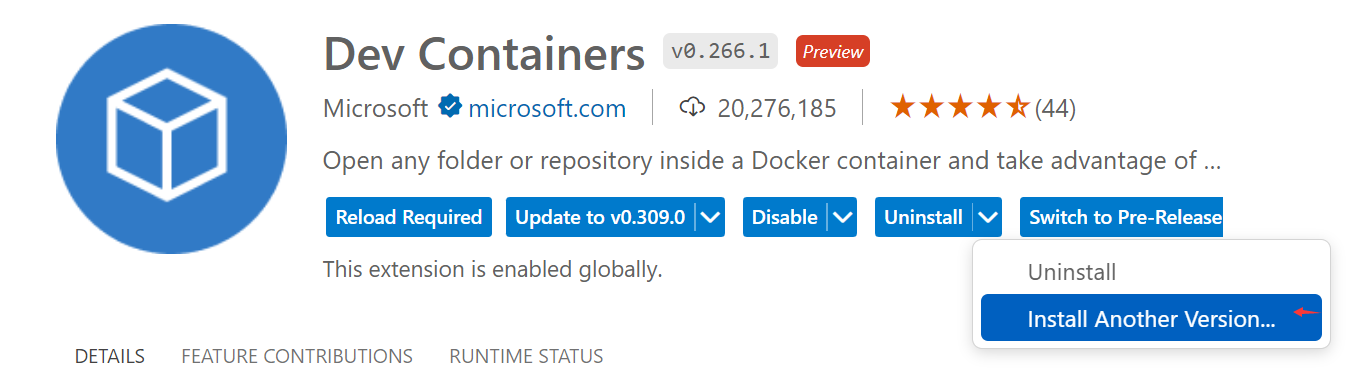 Dev Containers v0.266.1 Preview
Microsoft microsoft.com 20,276,185 (44)
Open any folder or repository inside a Docker container and take advantage of ...
Reload Required Update to v0.309.0 Disable Uninstall Switch to Pre-Release
This extension is enabled globally.
Uninstall
Install Another Version...
DETAILS FEATURE CONTRIBUTIONS RUNTIME STATUS